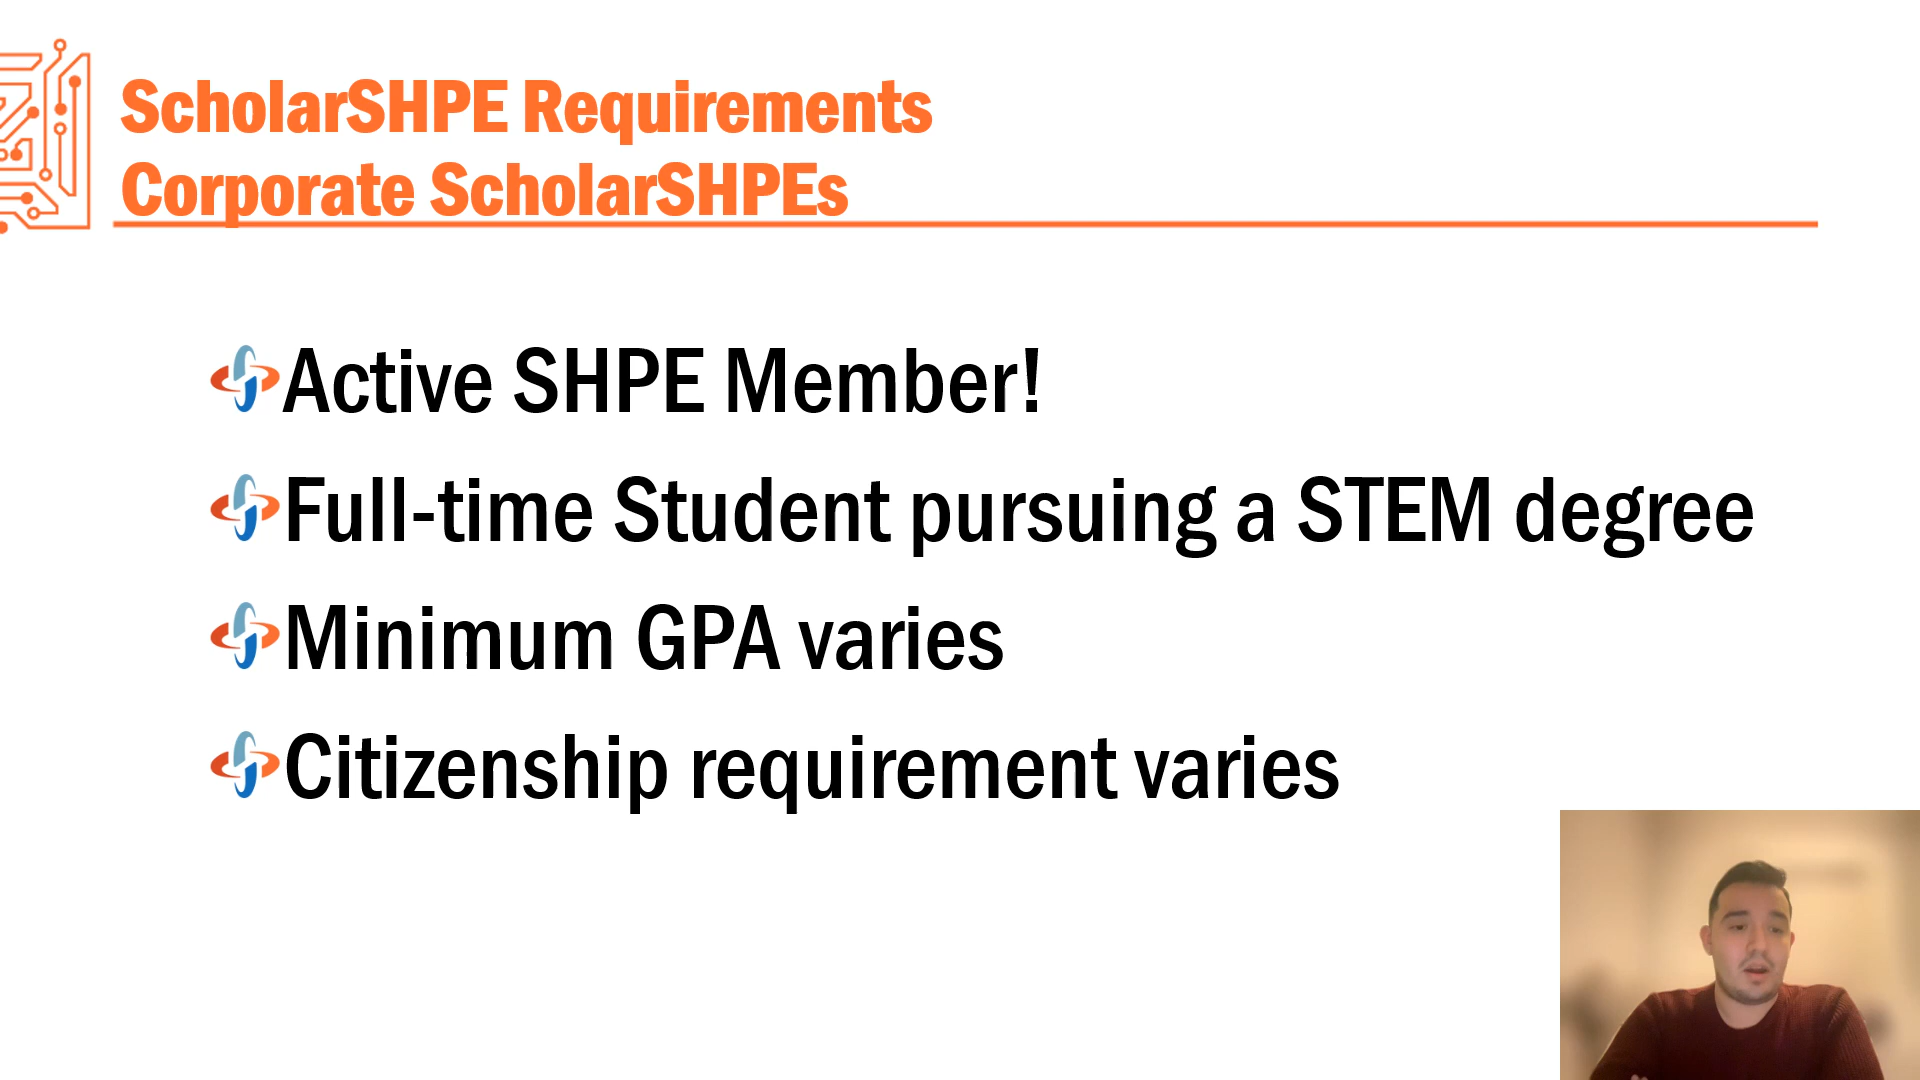 ScholarSHPE Requirements
Corporate ScholarSHPEs
Active SHPE Member!
Full-time Student pursuing a STEM degree
Minimum GPA varies
Citizenship requirement varies